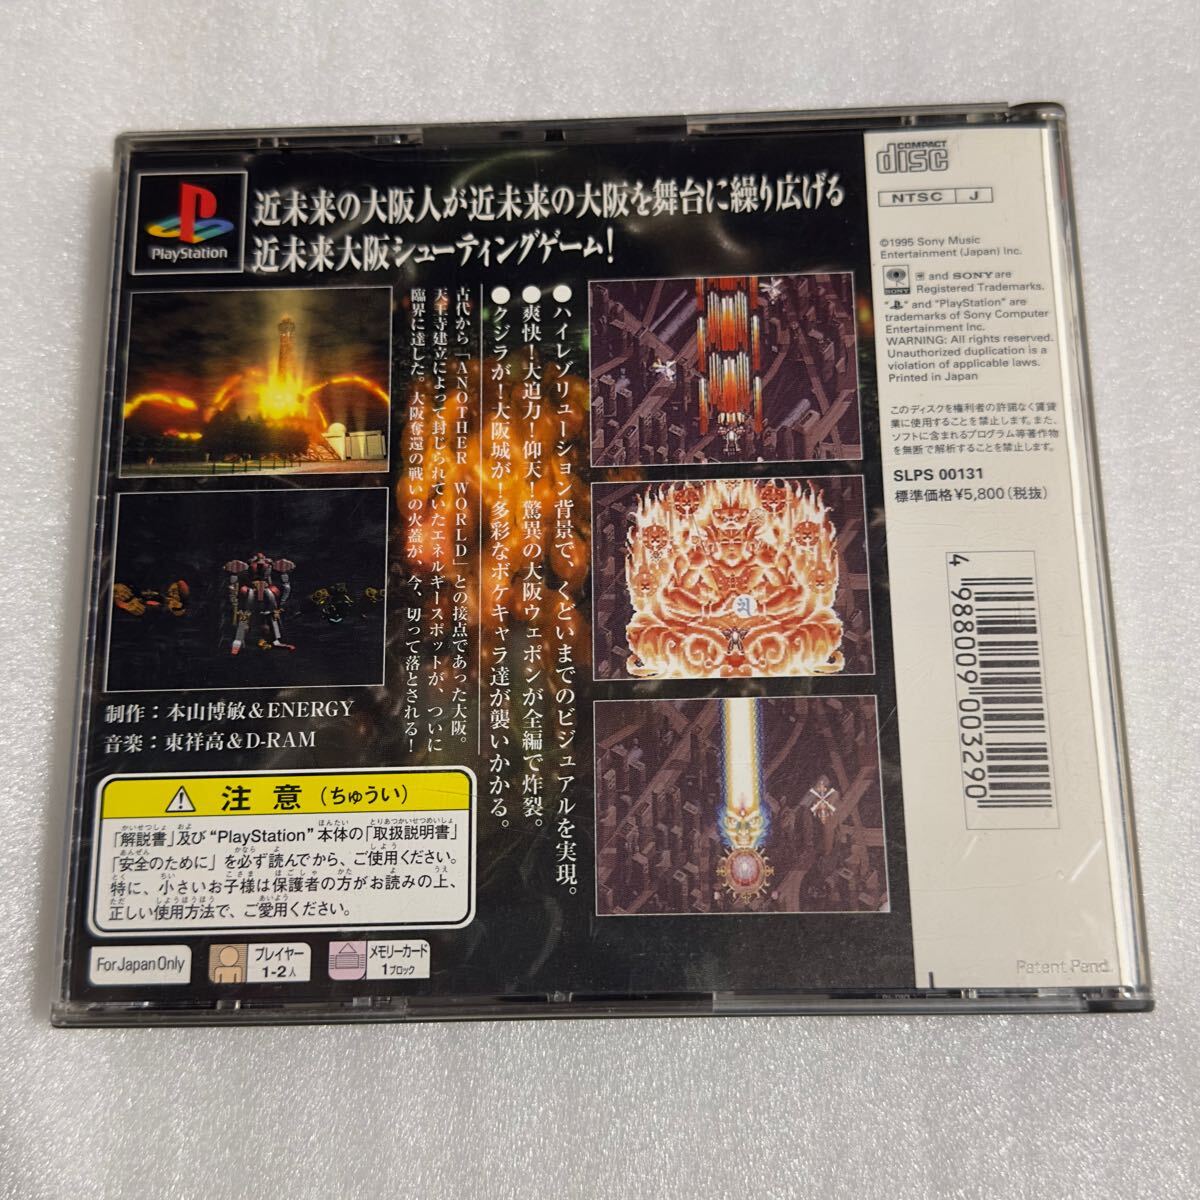 PlayStation
近未来の大阪人が近未来の大阪を舞台に繰り広げる
近未来大阪シューティングゲーム！
●ハイレゾリューション背景で、くどいまでのビジュアルを実現。
●爽快！大迫力！仰天！驚異の大阪ウェポンが全編で炸裂。
●クジラが！大阪城が！多彩なボケキャラ達が襲いかかる。
古代から「ANOTHER WORLD」との接点であった大阪。
天王寺建立によって封じられていたエネルギースポットが、ついに
臨界に達した。大阪奪還の戦いの火蓋が、今、切って落とされる！
制作：本山博敏＆ENERGY
音楽：東祥高＆D-RAM
注意（ちゅうい）
「解説書」及び“PlayStation”本体の「取扱説明書」
「安全のために」を必ず読んでから、ご使用ください。
特に、小さいお子様は保護者の方がお読みの上、
正しい使用方法で、ご愛用ください。
For Japan Only
プレイヤー
1-2人
メモリーカード
1ブロック
COMPACT
disc
NTSC J
©1995 Sony Music
Entertainment (Japan) Inc.
and SONY are
Registered Trademarks.
SONY
" " and "PlayStation" are
trademarks of Sony Computer
Entertainment Inc.
WARNING: All rights reserved.
Unauthorized duplication is a
violation of applicable laws.
Printed in Japan
このディスクを権利者の許諾なく賃貸
業に使用することを禁止します。また、
ソフトに含まれるプログラム等著作物
を無断で解析することを禁止します。
SLPS 00131
標準価格¥5,800（税抜）
4 988009 003290
Patent Pend.